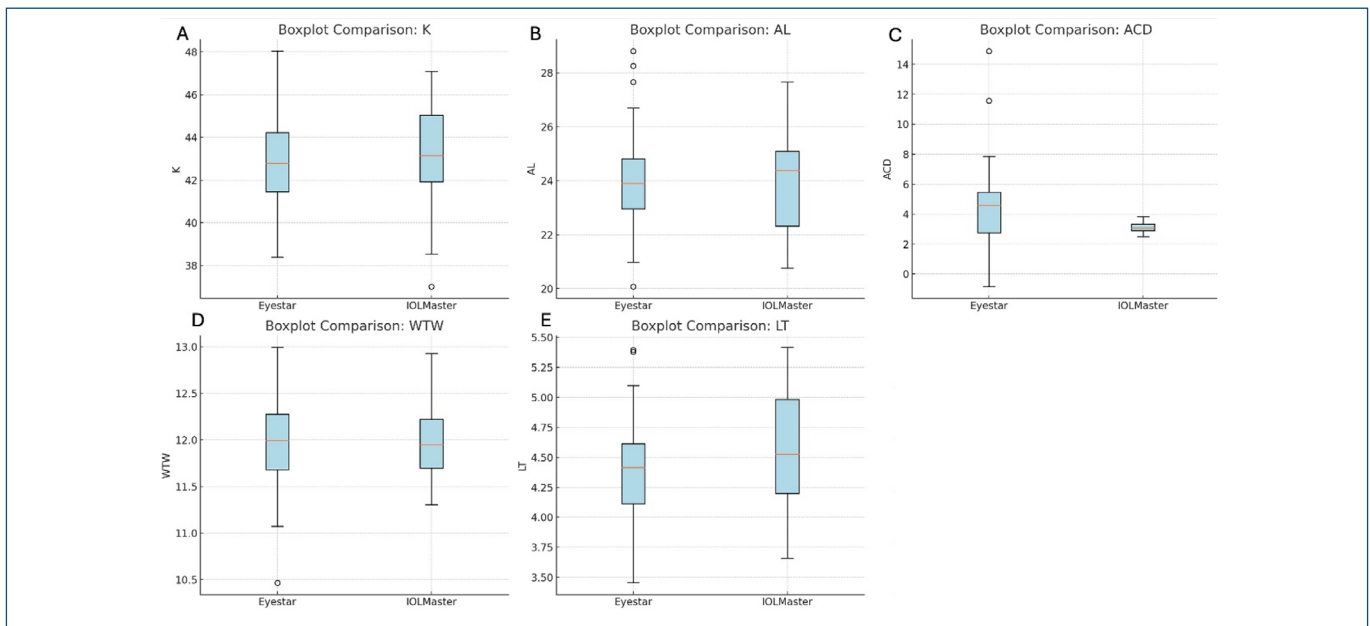 A
Boxplot Comparison: K
48
46
44
42
40
38
K
Eyestar
IOLMaster
B
Boxplot Comparison: AL
28
26
24
22
20
AL
Eyestar
IOLMaster
C
Boxplot Comparison: ACD
14
12
10
8
6
4
2
0
ACD
Eyestar
IOLMaster
D
Boxplot Comparison: WTW
13.0
12.5
12.0
11.5
11.0
10.5
WTW
Eyestar
IOLMaster
E
Boxplot Comparison: LT
5.50
5.25
5.00
4.75
4.50
4.25
4.00
3.75
3.50
LT
Eyestar
IOLMaster